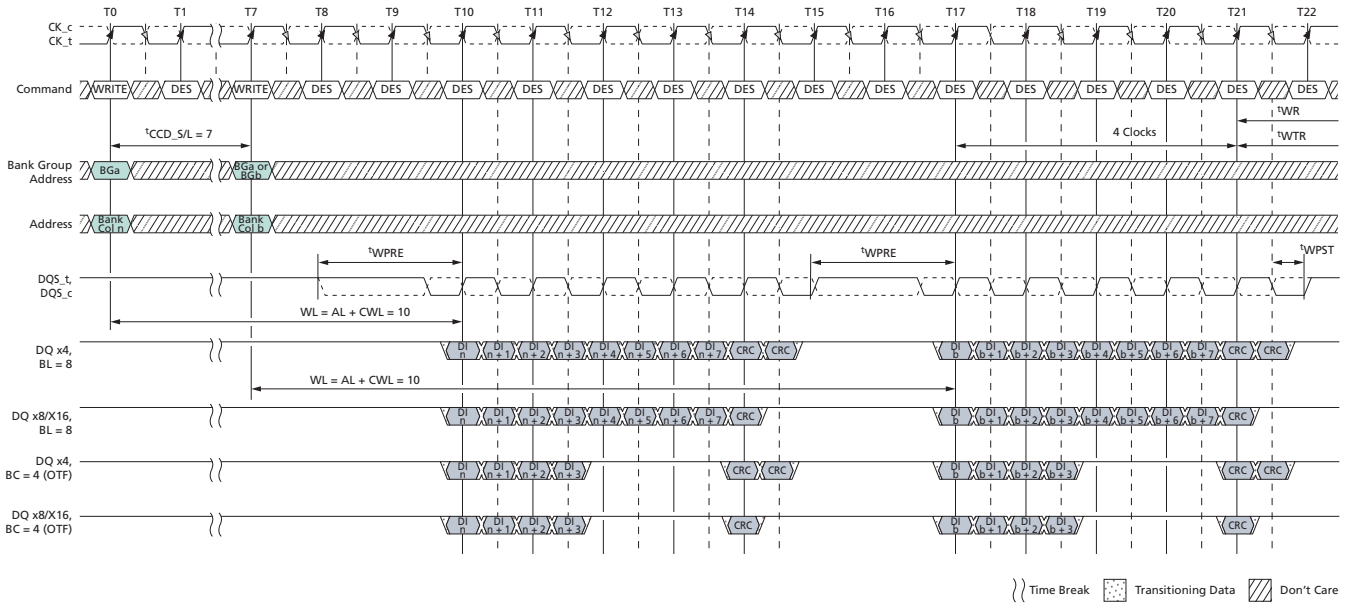 T0 T1 T7 T8 T9 T10 T11 T12 T13 T14 T15 T16 T17 T18 T19 T20 T21 T22
CK_c
CK_t
Command WRITE DES WRITE DES DES DES DES DES DES DES DES DES DES DES DES DES DES DES
tWR
tCCD_S/L = 7 4 Clocks tWTR
Bank Group
Address BGa BGa or
BGb
Address Bank
Col n Bank
Col b
tWPRE tWPRE tWPST
DQS_t,
DQS_c
WL = AL + CWL = 10
DQ x4,
BL = 8 DI
n DI
n + 1 DI
n + 2 DI
n + 3 DI
n + 4 DI
n + 5 DI
n + 6 DI
n + 7 CRC CRC DI
b DI
b + 1 DI
b + 2 DI
b + 3 DI
b + 4 DI
b + 5 DI
b + 6 DI
b + 7 CRC CRC
WL = AL + CWL = 10
DQ x8/X16,
BL = 8 DI
n DI
n + 1 DI
n + 2 DI
n + 3 DI
n + 4 DI
n + 5 DI
n + 6 DI
n + 7 CRC DI
b DI
b + 1 DI
b + 2 DI
b + 3 DI
b + 4 DI
b + 5 DI
b + 6 DI
b + 7 CRC
DQ x4,
BC = 4 (OTF) DI
n DI
n + 1 DI
n + 2 DI
n + 3 CRC CRC DI
b DI
b + 1 DI
b + 2 DI
b + 3 CRC CRC
DQ x8/X16,
BC = 4 (OTF) DI
n DI
n + 1 DI
n + 2 DI
n + 3 CRC DI
b DI
b + 1 DI
b + 2 DI
b + 3 CRC
Time Break Transitioning Data Don't Care